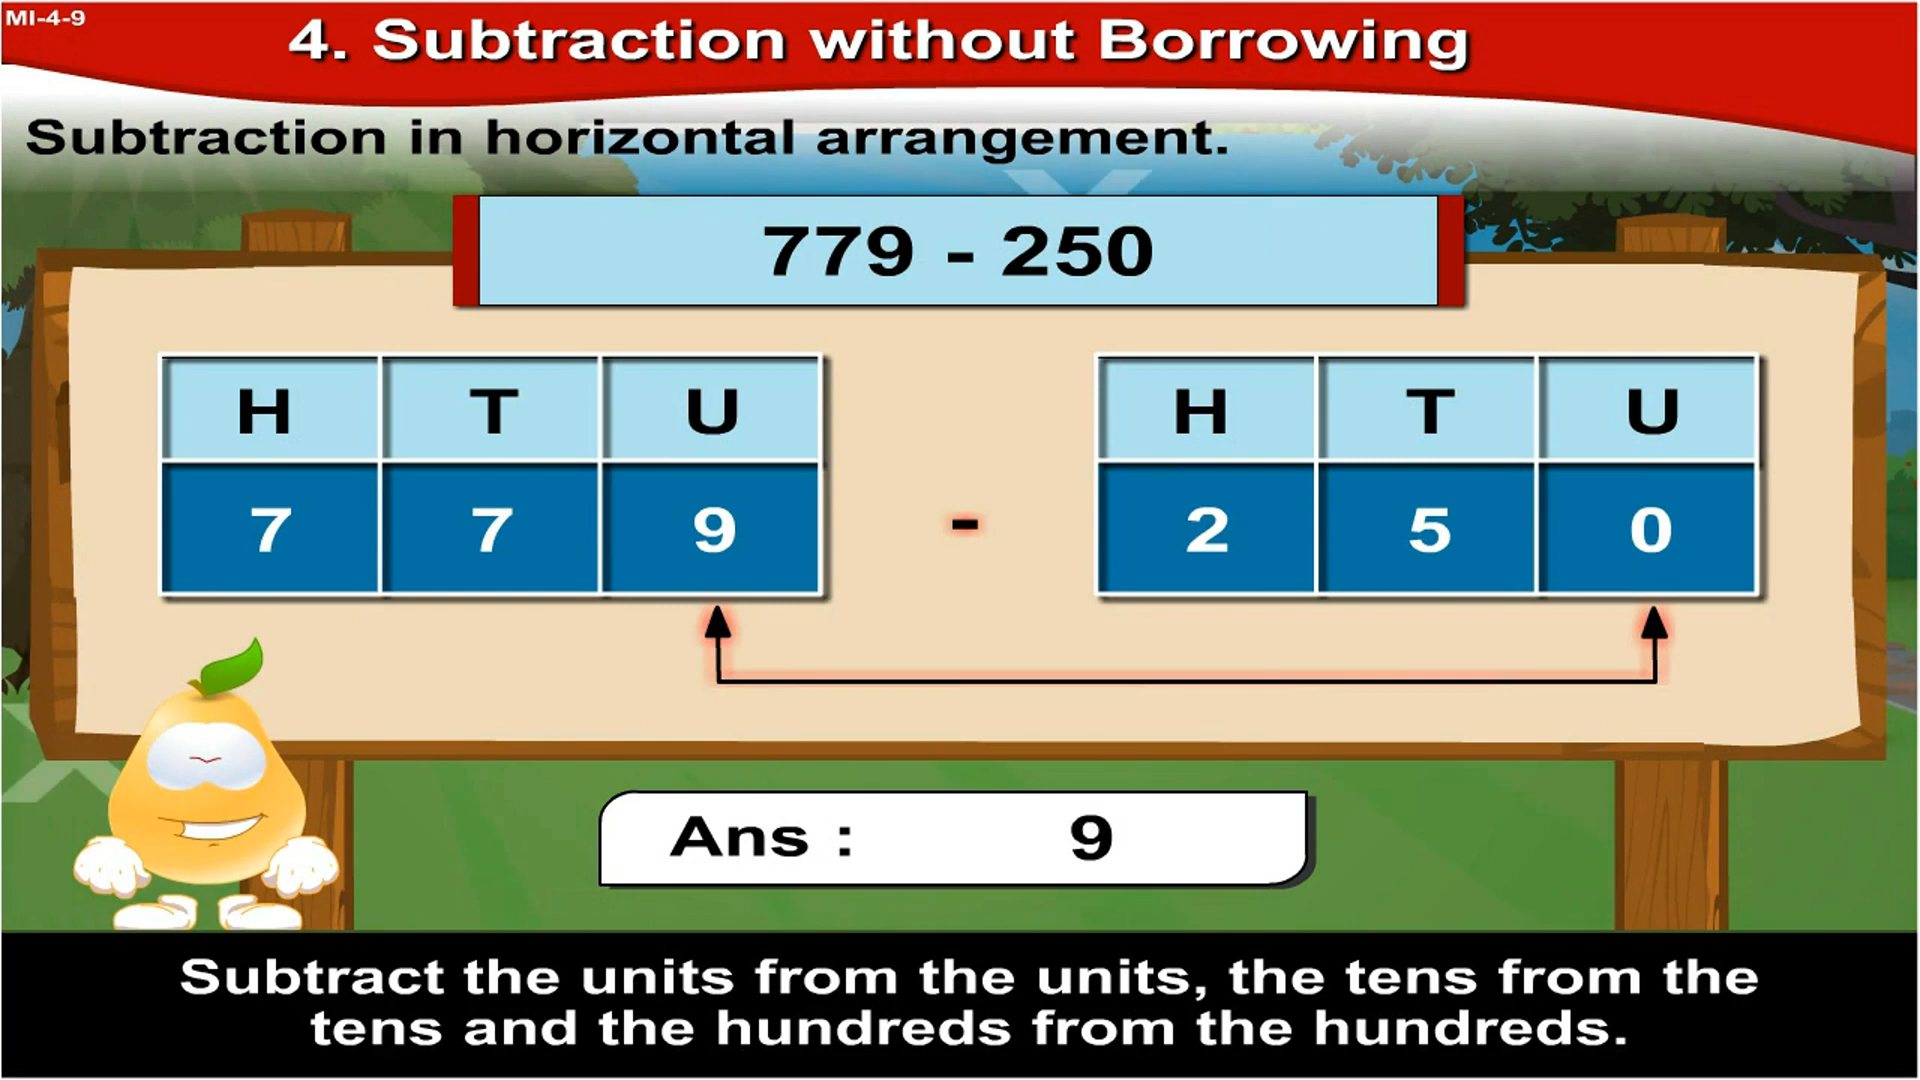 MI-4-9
4. Subtraction without Borrowing
Subtraction in horizontal arrangement.
779 - 250
H T U H T U
7 7 9 - 2 5 0
Ans : 9
Subtract the units from the units, the tens from the
tens and the hundreds from the hundreds.